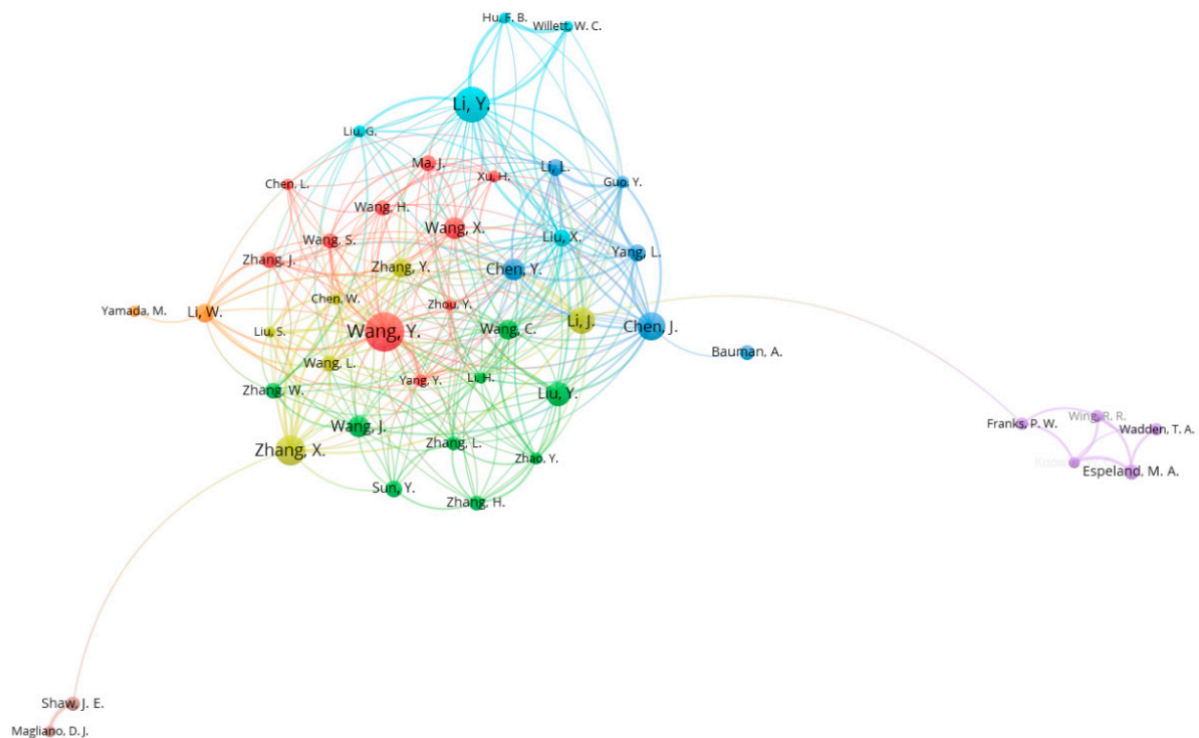 Hu, F. B.
Willett, W. C.
Li, Y.
Liu, G.
Ma, J.
Li, L.
Xu, H.
Guo, Y.
Chen, L.
Wang, H.
Wang, X.
Wang, S.
Liu, X.
Yang, L.
Zhang, J.
Zhang, Y.
Chen, Y.
Chen, W.
Zhou, Y.
Yamada, M.
Li, W.
Li, J.
Chen, J.
Liu, S.
Wang, Y.
Wang, C.
Bauman, A.
Wang, L.
Yang, Y.
Li, H.
Zhang, W.
Liu, Y.
Wing, R. R.
Franks, P. W.
Wadden, T. A.
Wang, J.
Zhang, X.
Zhang, L.
Zhao, Y.
Espeland, M. A.
Sun, Y.
Zhang, H.
Shaw, J. E.
Magliano, D. J.